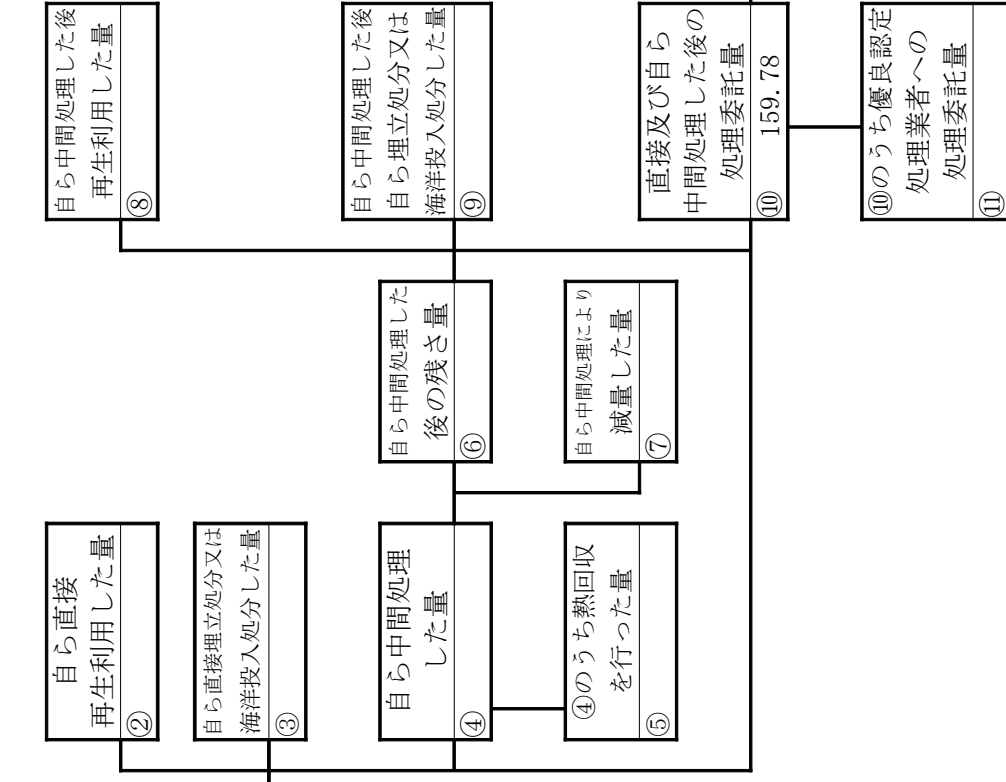 自ら直接
再生利用した量
②
自ら直接埋立処分又は
海洋投入処分した量
③
自ら中間処理
した量
④
④のうち熱回収
を行った量
⑤
自ら中間処理した
後の残さ量
⑥
自ら中間処理により
減量した量
⑦
自ら中間処理した後
再生利用した量
⑧
自ら中間処理した後
自ら埋立処分又は
海洋投入処分した量
⑨
直接及び自ら
中間処理した後の
処理委託量
⑩ 159.78
⑩のうち優良認定
処理業者への
処理委託量
⑪